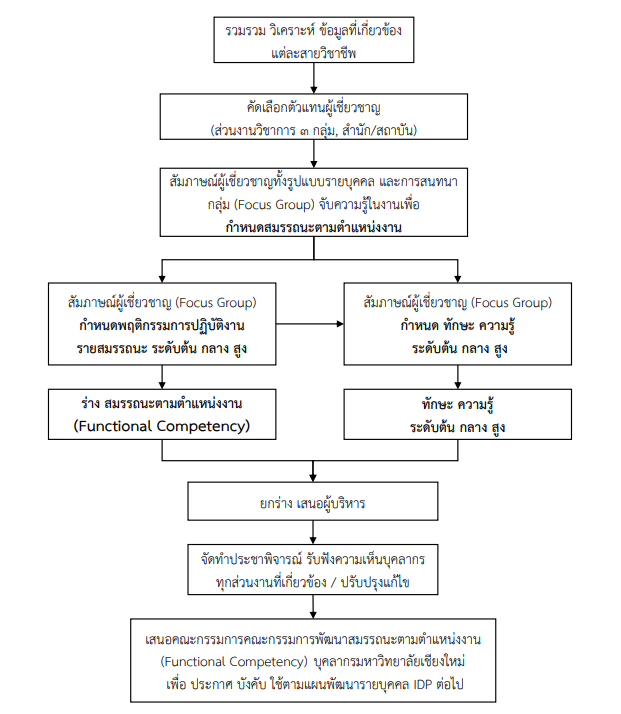 รวมรวม วิเคราะห์ ข้อมูลที่เกี่ยวข้อง
แต่ละสายวิชาชีพ
คัดเลือกตัวแทนผู้เชี่ยวชาญ
(ส่วนงานวิชาการ ๓ กลุ่ม, สำนัก/สถาบัน)
สัมภาษณ์ผู้เชี่ยวชาญทั้งรูปแบบรายบุคคล และการสนทนา
กลุ่ม (Focus Group) จับความรู้ในงานเพื่อ
กำหนดสมรรถนะตามตำแหน่งงาน
สัมภาษณ์ผู้เชี่ยวชาญ (Focus Group)
กำหนดพฤติกรรมการปฏิบัติงาน
รายสมรรถนะ ระดับต้น กลาง สูง
สัมภาษณ์ผู้เชี่ยวชาญ (Focus Group)
กำหนด ทักษะ ความรู้
ระดับต้น กลาง สูง
ร่าง สมรรถนะตามตำแหน่งงาน
(Functional Competency)
ทักษะ ความรู้
ระดับต้น กลาง สูง
ยกร่าง เสนอผู้บริหาร
จัดทำประชาพิจารณ์ รับฟังความเห็นบุคลากร
ทุกส่วนงานที่เกี่ยวข้อง / ปรับปรุงแก้ไข
เสนอคณะกรรมการคณะกรรมการพัฒนาสมรรถนะตามตำแหน่งงาน
(Functional Competency) บุคลากรมหาวิทยาลัยเชียงใหม่
เพื่อ ประกาศ บังคับ ใช้ตามแผนพัฒนารายบุคคล IDP ต่อไป